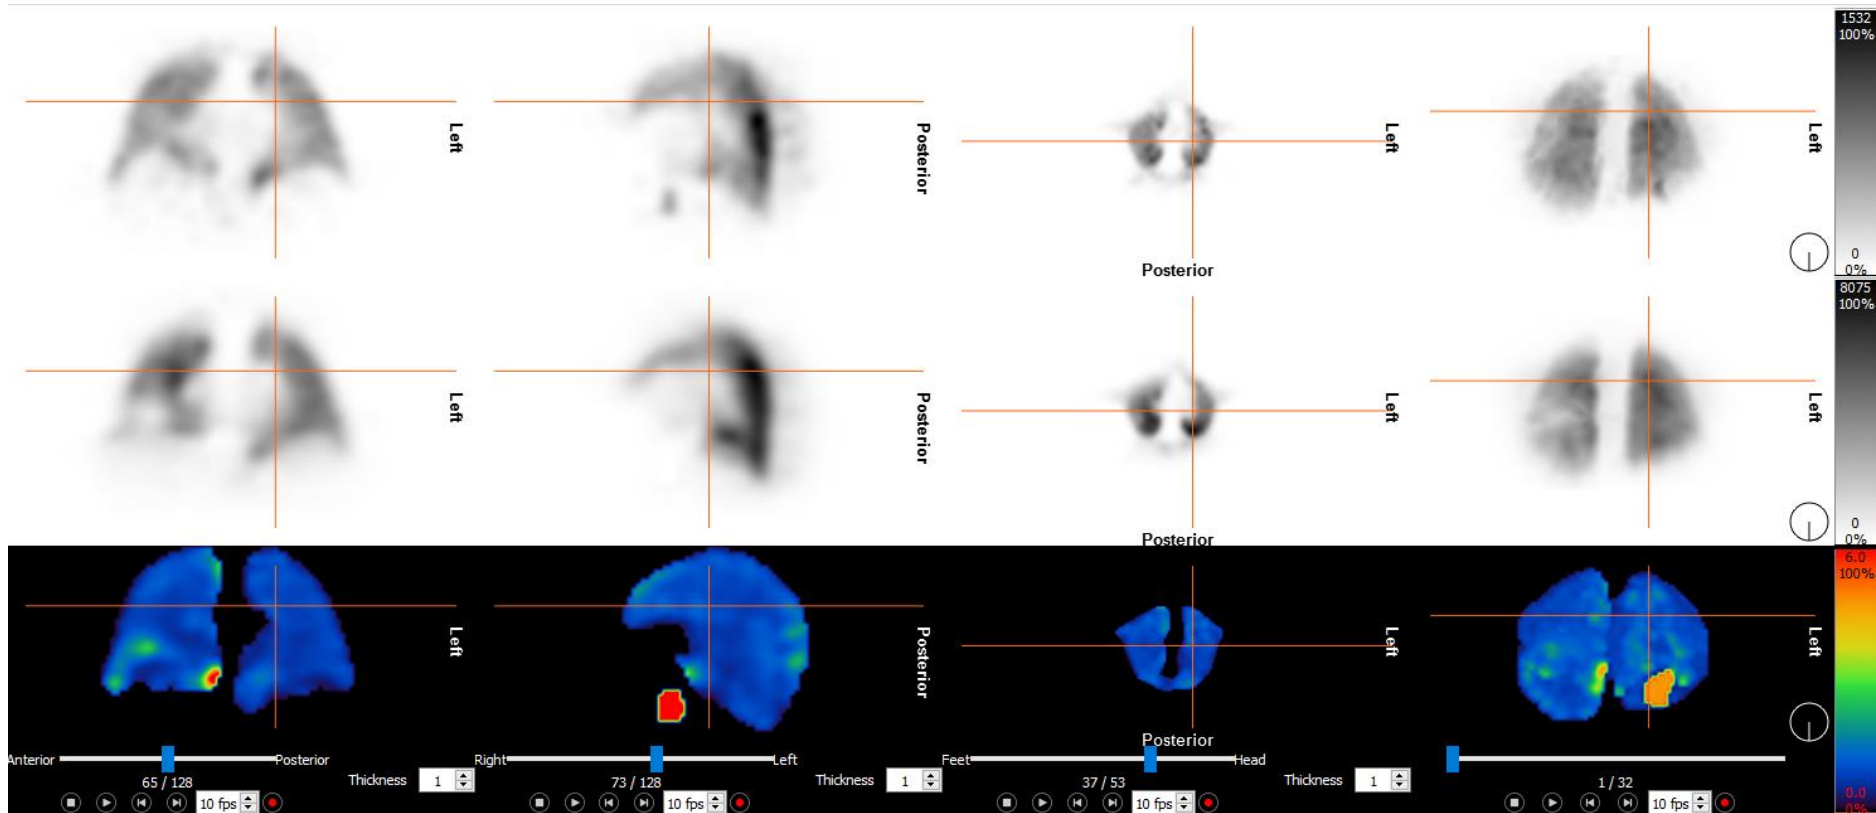 1532
100%
Left
Posterior
Left
Left
0
0%
Posterior
8075
100%
Left
Posterior
Left
Left
0
0%
Posterior
6.0
100%
Left
Posterior
Left
Left
Posterior
Anterior Posterior Right Left Feet Head
65 / 128 Thickness 1 73 / 128 Thickness 1 37 / 53 Thickness 1 1 / 32
10 fps 10 fps 10 fps 10 fps
0.0
0%